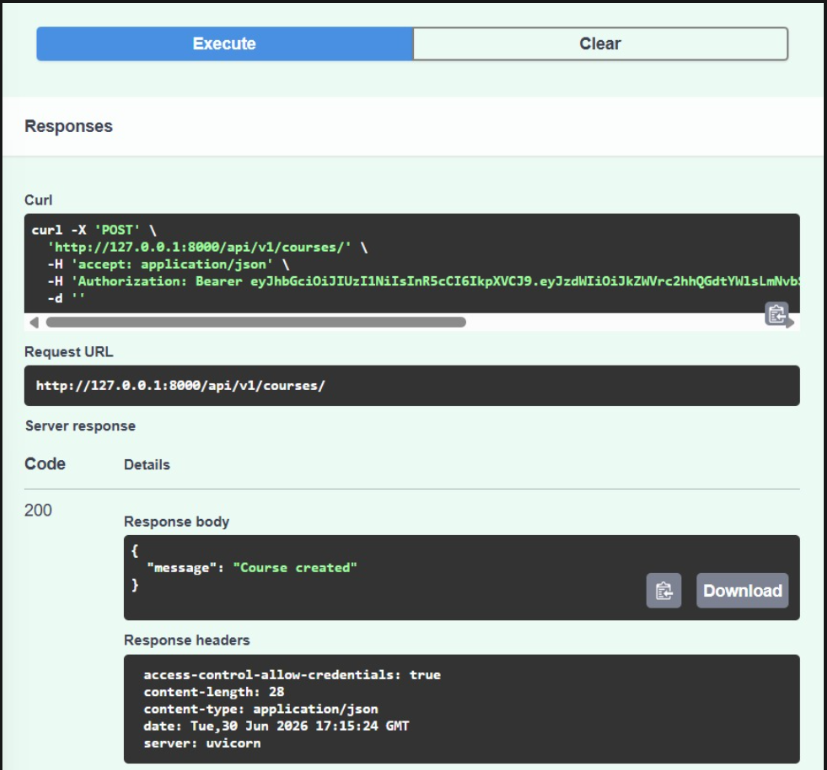 Execute
Clear
Responses
Curl
curl -X 'POST' \
'http://127.0.0.1:8000/api/v1/courses/' \
-H 'accept: application/json' \
-H 'Authorization: Bearer eyJhbGciOiJIUzI1NiIsInR5cCI6IkpXVCJ9.eyJzdWIiOiJkZWVrc2hhQGdtYWlsLmNvbS
-d ''
Request URL
http://127.0.0.1:8000/api/v1/courses/
Server response
Code
Details
200
Response body
{
"message": "Course created"
}
Download
Response headers
access-control-allow-credentials: true
content-length: 28
content-type: application/json
date: Tue,30 Jun 2026 17:15:24 GMT
server: uvicorn